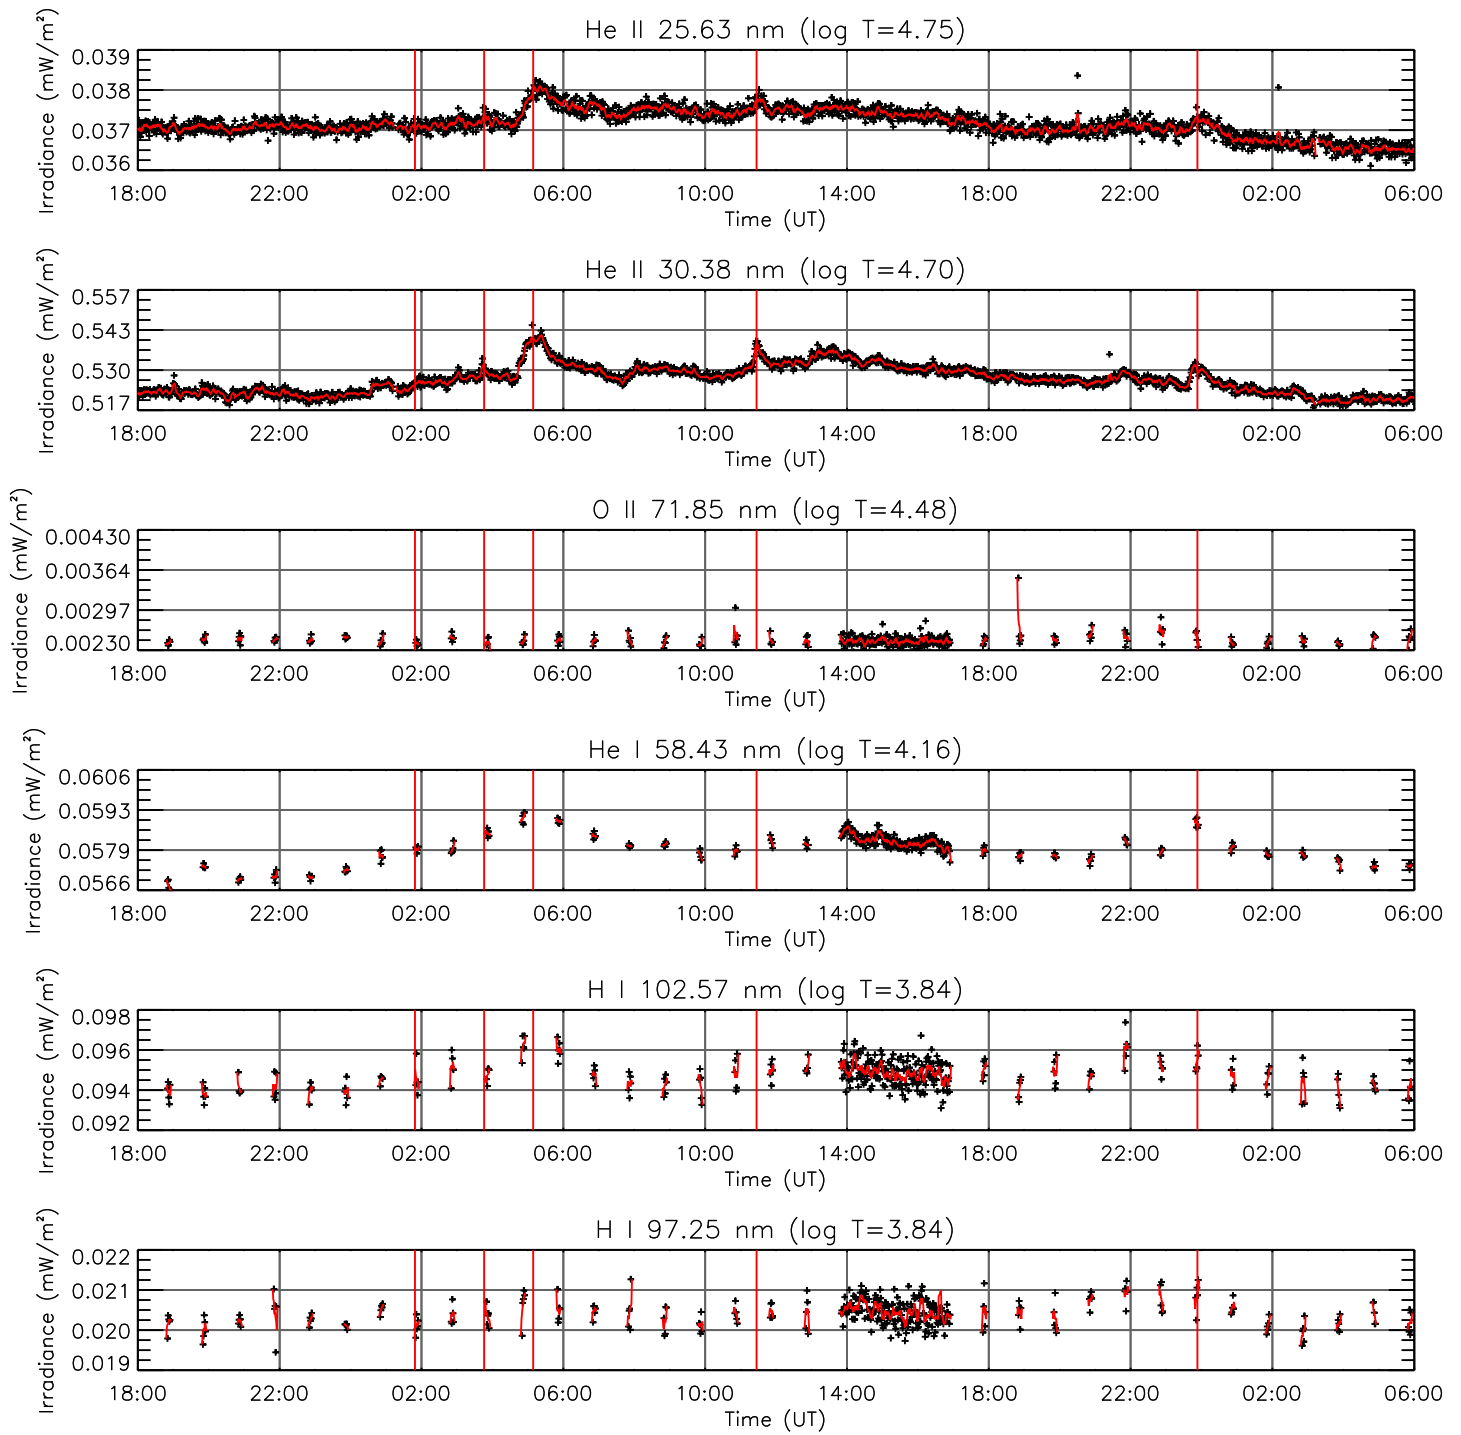 He II 25.63 nm (log T=4.75)
Irradiance (mW/m²)
0.039
0.038
0.037
0.036
18:00 22:00 02:00 06:00 10:00 14:00 18:00 22:00 02:00 06:00
Time (UT)
He II 30.38 nm (log T=4.70)
Irradiance (mW/m²)
0.557
0.543
0.530
0.517
18:00 22:00 02:00 06:00 10:00 14:00 18:00 22:00 02:00 06:00
Time (UT)
O II 71.85 nm (log T=4.48)
Irradiance (mW/m²)
0.00430
0.00364
0.00297
0.00230
18:00 22:00 02:00 06:00 10:00 14:00 18:00 22:00 02:00 06:00
Time (UT)
He I 58.43 nm (log T=4.16)
Irradiance (mW/m²)
0.0606
0.0593
0.0579
0.0566
18:00 22:00 02:00 06:00 10:00 14:00 18:00 22:00 02:00 06:00
Time (UT)
H I 102.57 nm (log T=3.84)
Irradiance (mW/m²)
0.098
0.096
0.094
0.092
18:00 22:00 02:00 06:00 10:00 14:00 18:00 22:00 02:00 06:00
Time (UT)
H I 97.25 nm (log T=3.84)
Irradiance (mW/m²)
0.022
0.021
0.020
0.019
18:00 22:00 02:00 06:00 10:00 14:00 18:00 22:00 02:00 06:00
Time (UT)